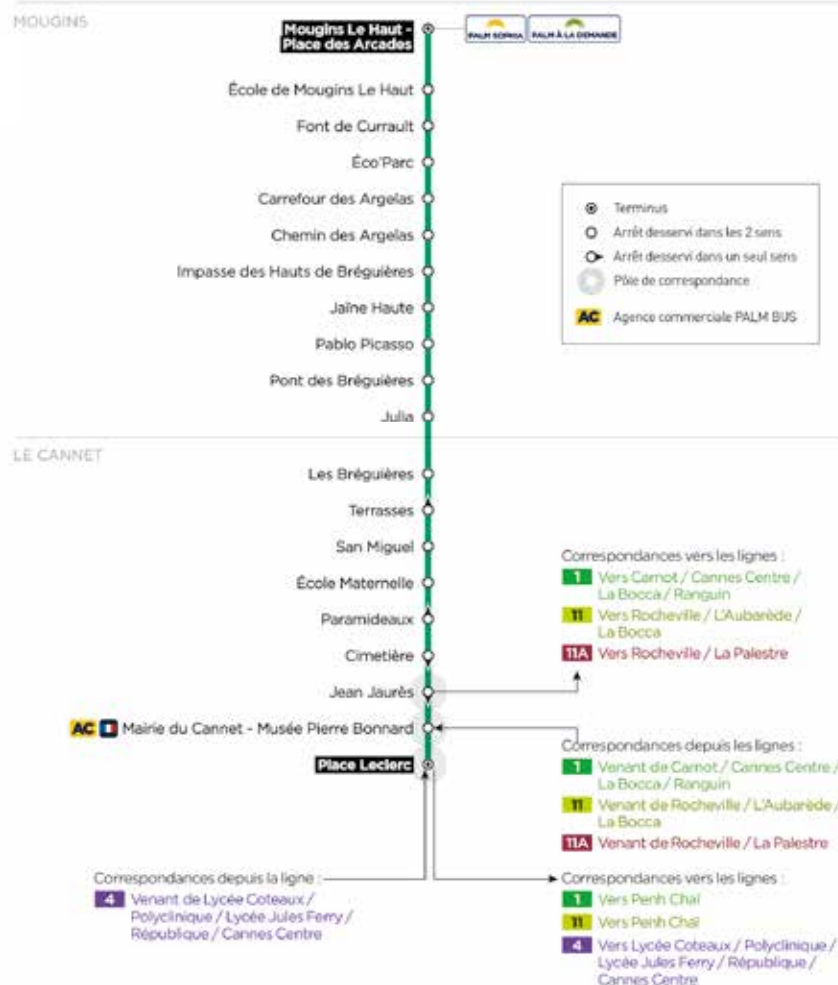 MOUGINS
Mougins Le Haut -
Place des Arcades
PALM SOPHIA
PALM À LA DEMANDE
École de Mougins Le Haut
Font de Currault
Éco'Parc
Carrefour des Argelas
Chemin des Argelas
Impasse des Hauts de Bréguières
Jaïne Haute
Pablo Picasso
Pont des Bréguières
Julia
Terminus
Arrêt desservi dans les 2 sens
Arrêt desservi dans un seul sens
Pôle de correspondance
AC Agence commerciale PALM BUS
LE CANNET
Les Bréguières
Terrasses
San Miguel
École Maternelle
Paramideaux
Cimetière
Jean Jaurès
AC Mairie du Cannet - Musée Pierre Bonnard
Place Leclerc
Correspondances vers les lignes :
1 Vers Carnot / Cannes Centre /
La Bocca / Ranguin
11 Vers Rocheville / L'Aubarède /
La Bocca
11A Vers Rocheville / La Palestre
Correspondances depuis les lignes :
1 Venant de Carnot / Cannes Centre /
La Bocca / Ranguin
11 Venant de Rocheville / L'Aubarède /
La Bocca
11A Venant de Rocheville / La Palestre
Correspondances depuis la ligne :
4 Venant de Lycée Coteaux /
Polyclinique / Lycée Jules Ferry /
République / Cannes Centre
Correspondances vers les lignes :
1 Vers Penh Chaï
11 Vers Penh Chaï
4 Vers Lycée Coteaux / Polyclinique /
Lycée Jules Ferry / République /
Cannes Centre